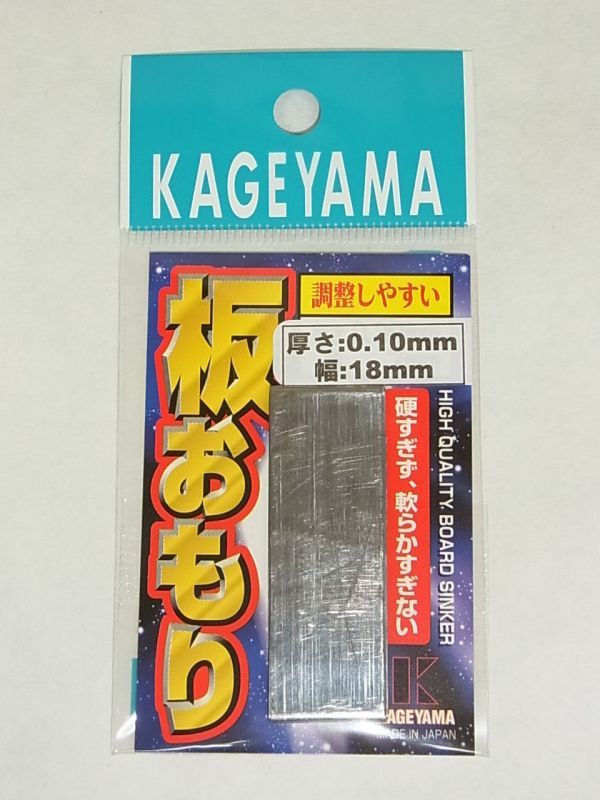 KAGEYAMA
板おもり
調整しやすい
厚さ:0.10mm
幅:18mm
硬すぎず、軟らかすぎない
HIGH QUALITY BOARD SINKER
KAGEYAMA
MADE IN JAPAN